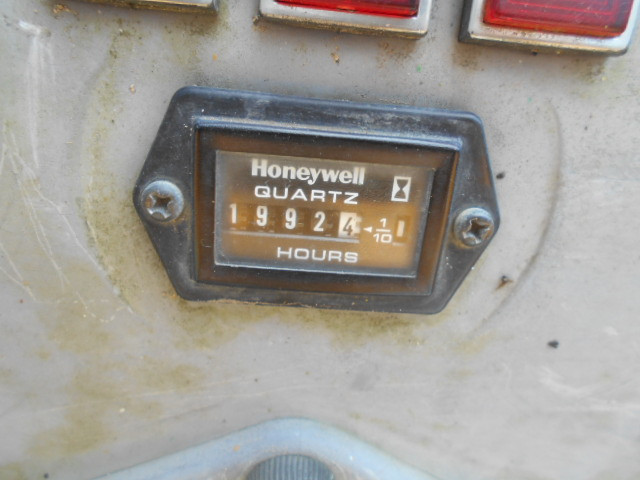 Honeywell
QUARTZ
19924 ◄ 1/10
HOURS